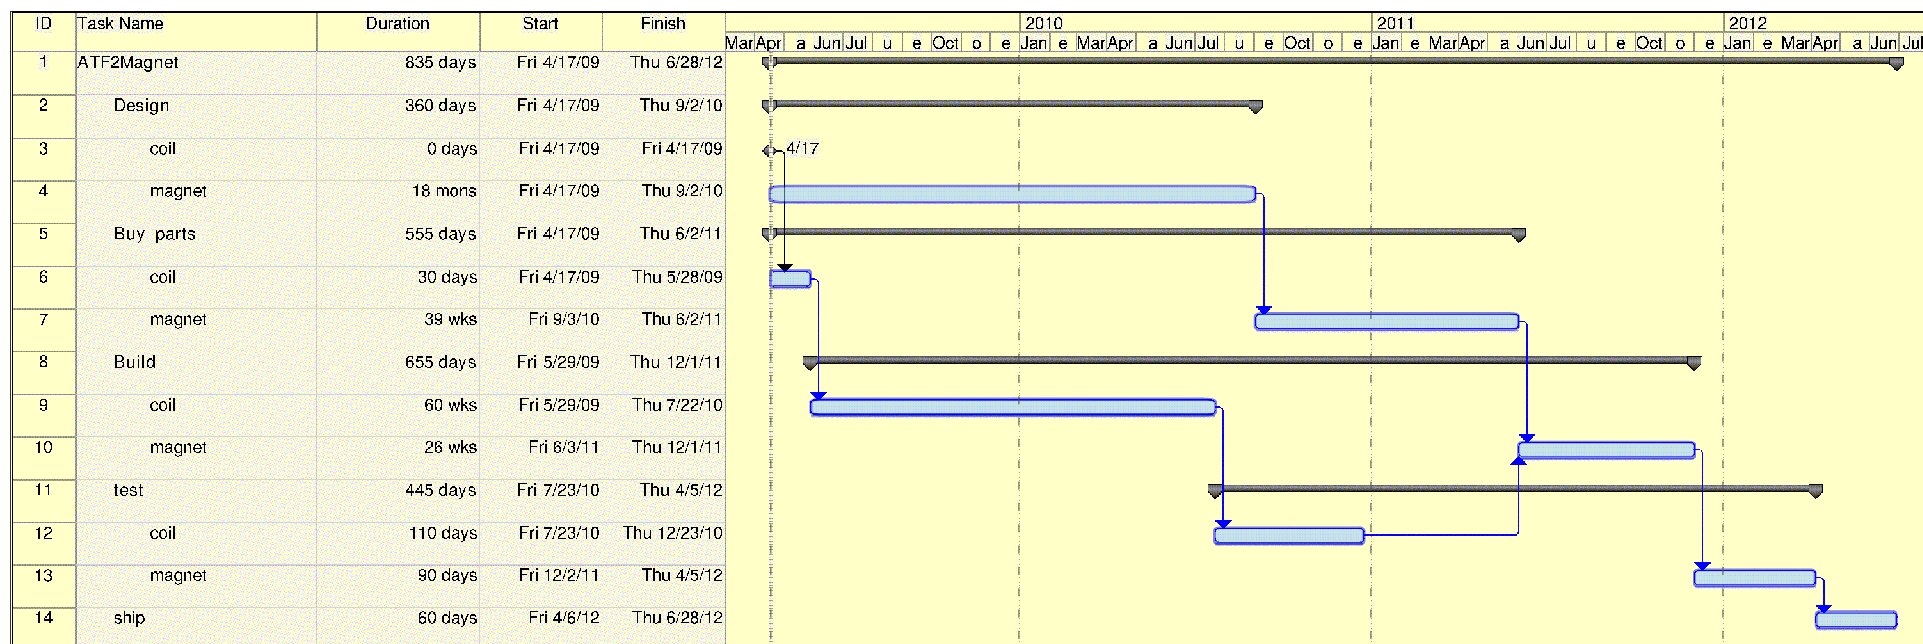 ID Task Name Duration Start Finish 2010 2011 2012
Mar Apr a Jun Jul u e Oct o e Jan e Mar Apr a Jun Jul u e Oct o e Jan e Mar Apr a Jun Jul u e Oct o e Jan e Mar Apr a Jun Jul
1 ATF2Magnet 835 days Fri 4/17/09 Thu 6/28/12
2 Design 360 days Fri 4/17/09 Thu 9/2/10
3 coil 0 days Fri 4/17/09 Fri 4/17/09 4/17
4 magnet 18 mons Fri 4/17/09 Thu 9/2/10
5 Buy parts 555 days Fri 4/17/09 Thu 6/2/11
6 coil 30 days Fri 4/17/09 Thu 5/28/09
7 magnet 39 wks Fri 9/3/10 Thu 6/2/11
8 Build 655 days Fri 5/29/09 Thu 12/1/11
9 coil 60 wks Fri 5/29/09 Thu 7/22/10
10 magnet 26 wks Fri 6/3/11 Thu 12/1/11
11 test 445 days Fri 7/23/10 Thu 4/5/12
12 coil 110 days Fri 7/23/10 Thu 12/23/10
13 magnet 90 days Fri 12/2/11 Thu 4/5/12
14 ship 60 days Fri 4/6/12 Thu 6/28/12